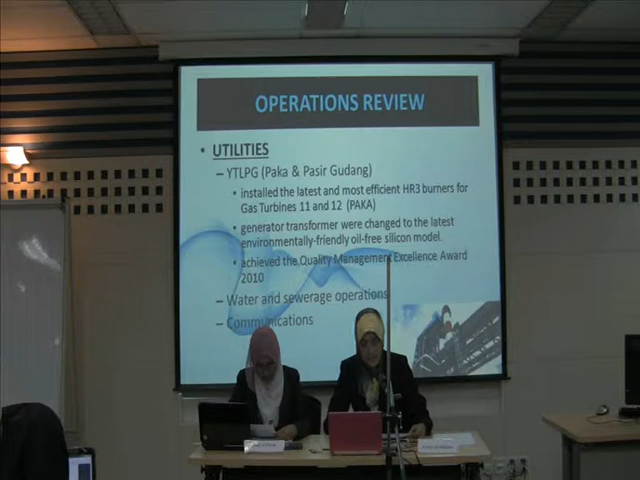 OPERATIONS REVIEW
• UTILITIES
– YTLPG (Paka & Pasir Gudang)
• installed the latest and most efficient HR3 burners for
Gas Turbines 11 and 12 (PAKA)
• generator transformer were changed to the latest
environmentally-friendly oil-free silicon model.
• achieved the Quality Management Excellence Award
2010
– Water and sewerage operations
– Communications